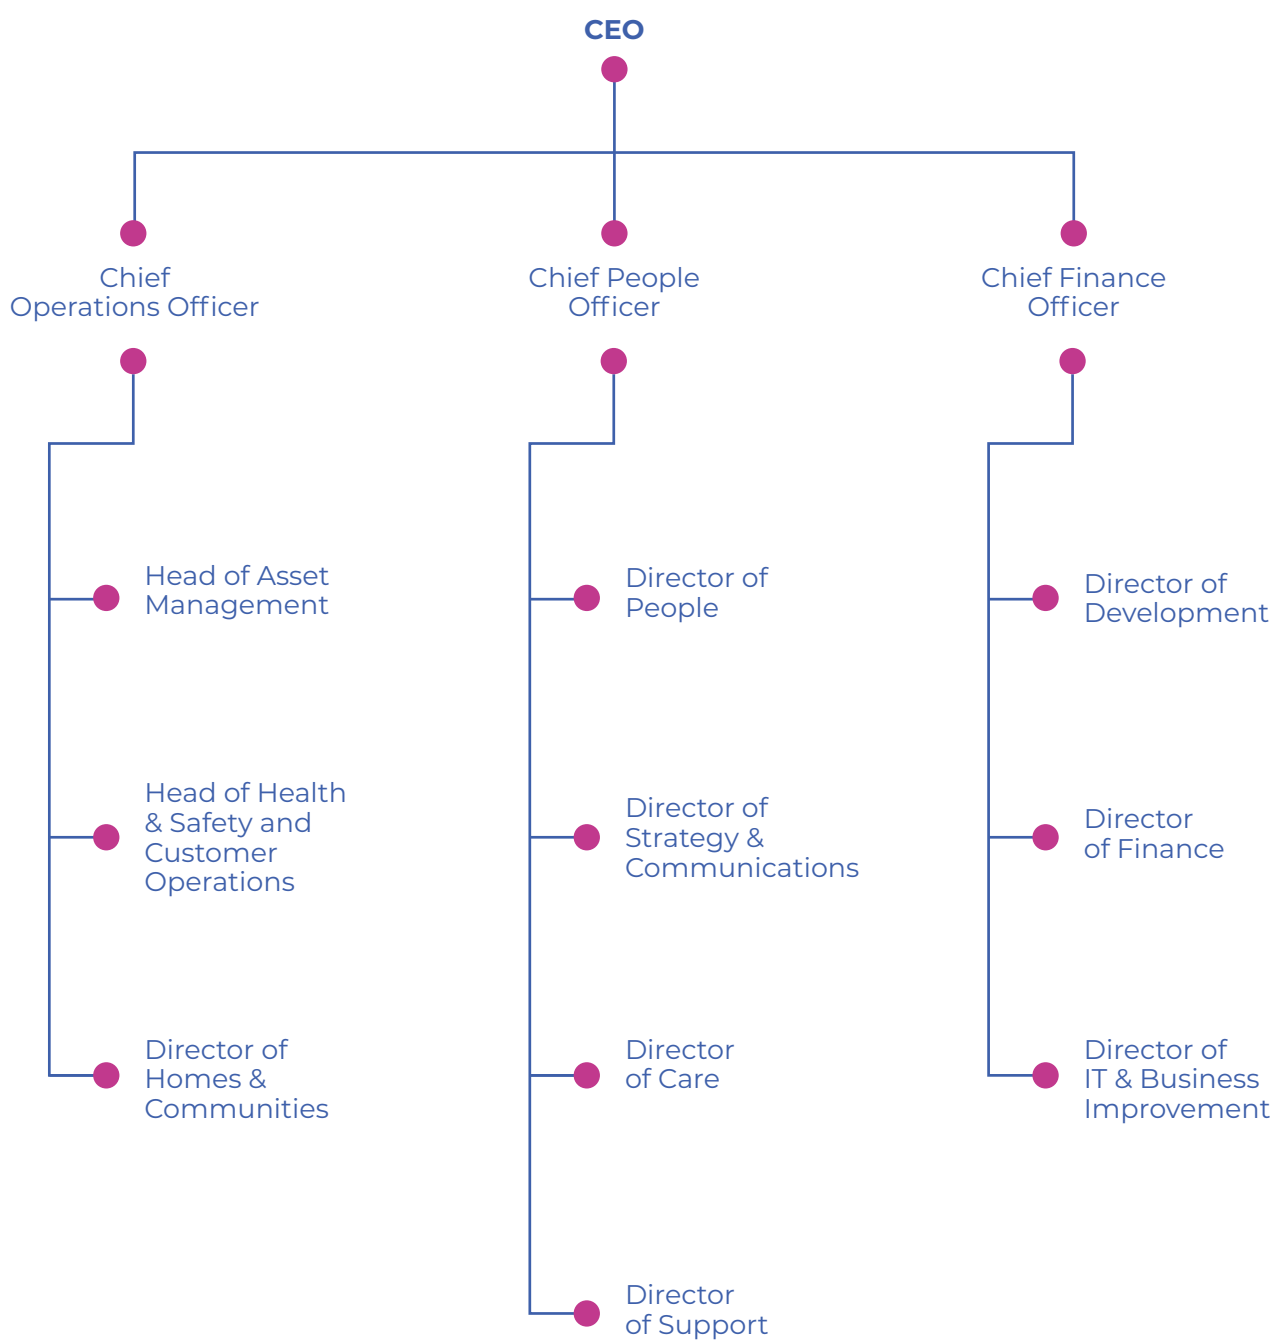 CEO
Chief
Operations Officer
Chief People
Officer
Chief Finance
Officer
Head of Asset
Management
Head of Health
& Safety and
Customer
Operations
Director of
Homes &
Communities
Director of
People
Director of
Strategy &
Communications
Director
of Care
Director
of Support
Director of
Development
Director
of Finance
Director of
IT & Business
Improvement